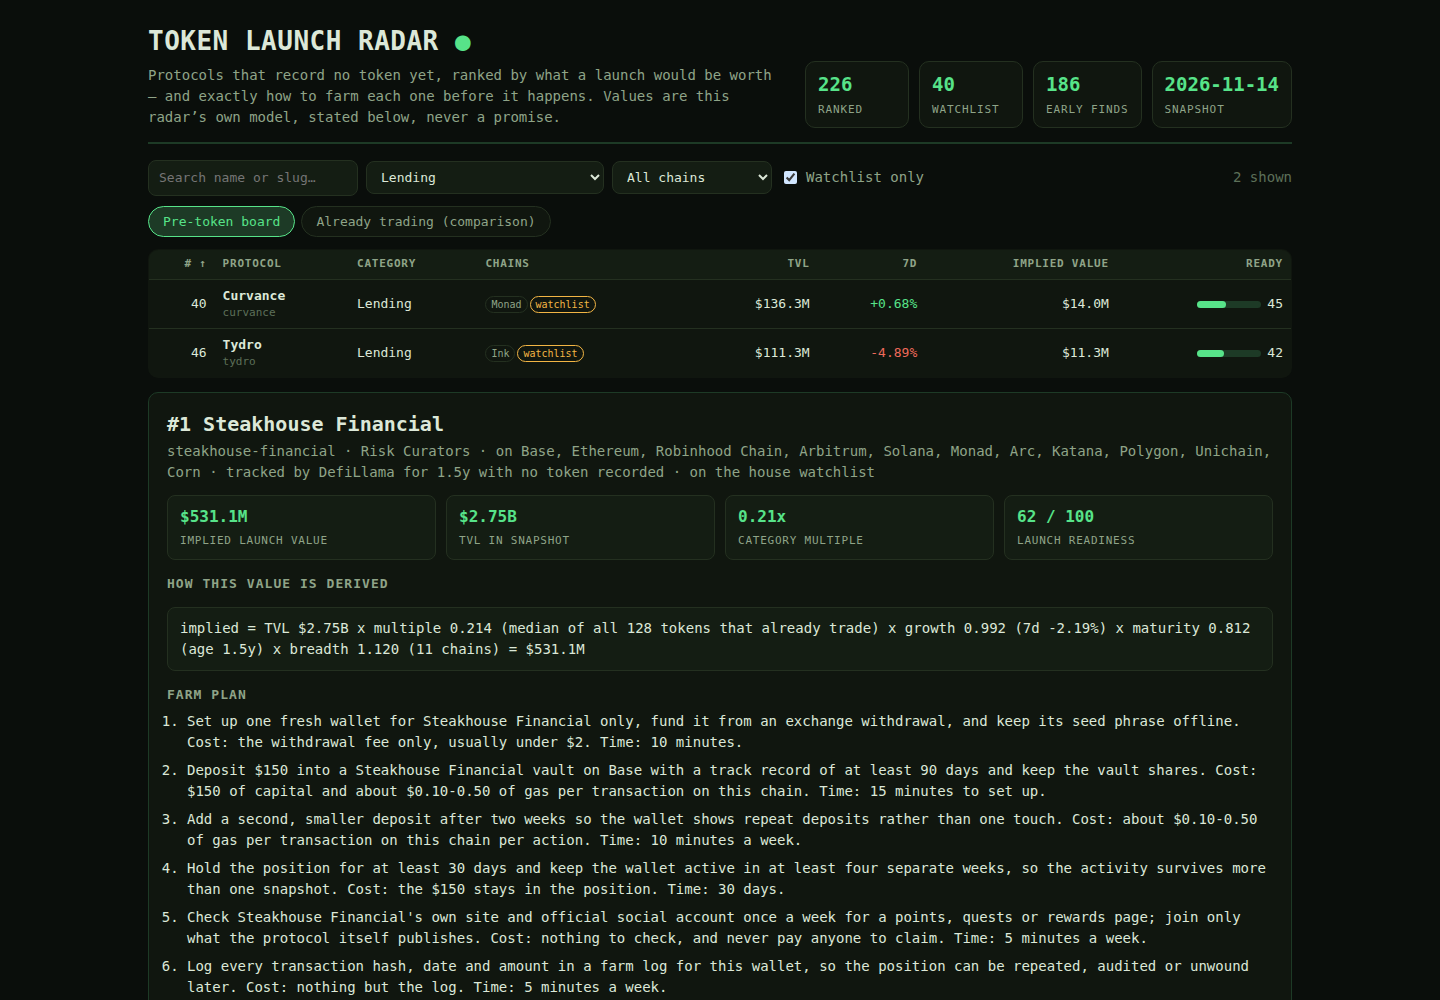 TOKEN LAUNCH RADAR
Protocols that record no token yet, ranked by what a launch would be worth
— and exactly how to farm each one before it happens. Values are this
radar’s own model, stated below, never a promise.
226
RANKED
40
WATCHLIST
186
EARLY FINDS
2026-11-14
SNAPSHOT
Search name or slug…
Lending
All chains
Watchlist only
2 shown
Pre-token board
Already trading (comparison)
# ↑ PROTOCOL CATEGORY CHAINS TVL 7D IMPLIED VALUE READY
40 Curvance Lending Monad watchlist $136.3M +0.68% $14.0M 45
curvance
46 Tydro Lending Ink watchlist $111.3M -4.89% $11.3M 42
tydro
#1 Steakhouse Financial
steakhouse-financial · Risk Curators · on Base, Ethereum, Robinhood Chain, Arbitrum, Solana, Monad, Arc, Katana, Polygon, Unichain,
Corn · tracked by DefiLlama for 1.5y with no token recorded · on the house watchlist
$531.1M
IMPLIED LAUNCH VALUE
$2.75B
TVL IN SNAPSHOT
0.21x
CATEGORY MULTIPLE
62 / 100
LAUNCH READINESS
HOW THIS VALUE IS DERIVED
implied = TVL $2.75B x multiple 0.214 (median of all 128 tokens that already trade) x growth 0.992 (7d -2.19%) x maturity 0.812
(age 1.5y) x breadth 1.120 (11 chains) = $531.1M
FARM PLAN
1. Set up one fresh wallet for Steakhouse Financial only, fund it from an exchange withdrawal, and keep its seed phrase offline.
Cost: the withdrawal fee only, usually under $2. Time: 10 minutes.
2. Deposit $150 into a Steakhouse Financial vault on Base with a track record of at least 90 days and keep the vault shares. Cost:
$150 of capital and about $0.10-0.50 of gas per transaction on this chain. Time: 15 minutes to set up.
3. Add a second, smaller deposit after two weeks so the wallet shows repeat deposits rather than one touch. Cost: about $0.10-0.50
of gas per transaction on this chain per action. Time: 10 minutes a week.
4. Hold the position for at least 30 days and keep the wallet active in at least four separate weeks, so the activity survives more
than one snapshot. Cost: the $150 stays in the position. Time: 30 days.
5. Check Steakhouse Financial's own site and official social account once a week for a points, quests or rewards page; join only
what the protocol itself publishes. Cost: nothing to check, and never pay anyone to claim. Time: 5 minutes a week.
6. Log every transaction hash, date and amount in a farm log for this wallet, so the position can be repeated, audited or unwound
later. Cost: nothing but the log. Time: 5 minutes a week.